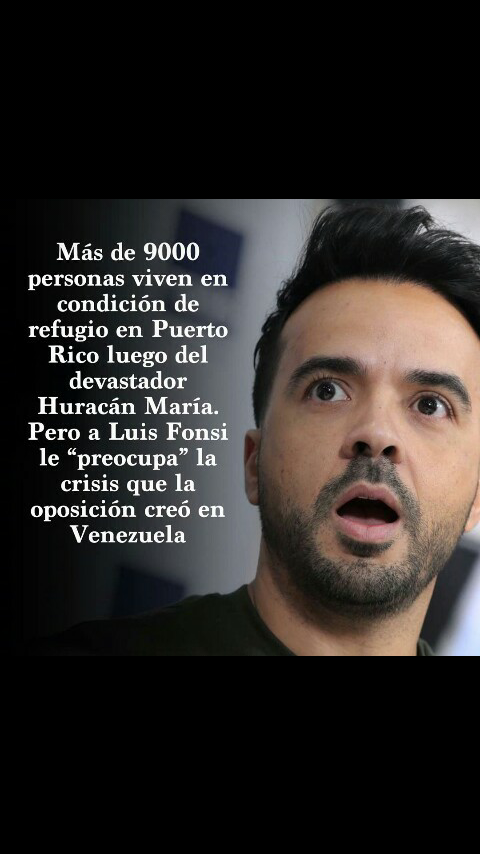 Más de 9000
personas viven en
condición de
refugio en Puerto
Rico luego del
devastador
Huracán María.
Pero a Luis Fonsi
le “preocupa” la
crisis que la
oposición creó en
Venezuela